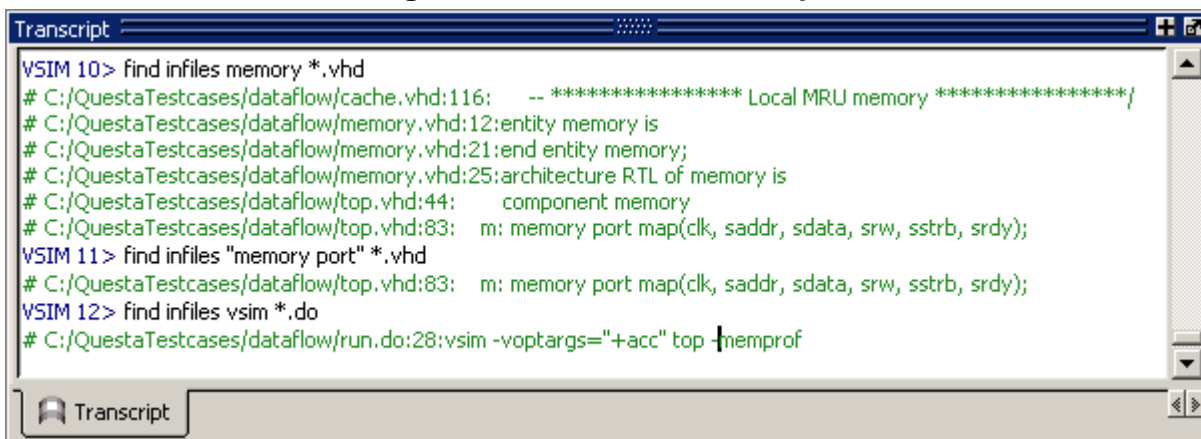 Transcript
VSIM 10> find infiles memory *.vhd
# C:/QuestaTestcases/dataflow/cache.vhd:116:    -- **************** Local MRU memory ****************/
# C:/QuestaTestcases/dataflow/memory.vhd:12:entity memory is
# C:/QuestaTestcases/dataflow/memory.vhd:21:end entity memory;
# C:/QuestaTestcases/dataflow/memory.vhd:25:architecture RTL of memory is
# C:/QuestaTestcases/dataflow/top.vhd:44:    component memory
# C:/QuestaTestcases/dataflow/top.vhd:83:   m: memory port map(clk, saddr, sdata, srw, sstrb, srdy);
VSIM 11> find infiles "memory port" *.vhd
# C:/QuestaTestcases/dataflow/top.vhd:83:   m: memory port map(clk, saddr, sdata, srw, sstrb, srdy);
VSIM 12> find infiles vsim *.do
# C:/QuestaTestcases/dataflow/run.do:28:vsim -voptargs="+acc" top -memprof
Transcript